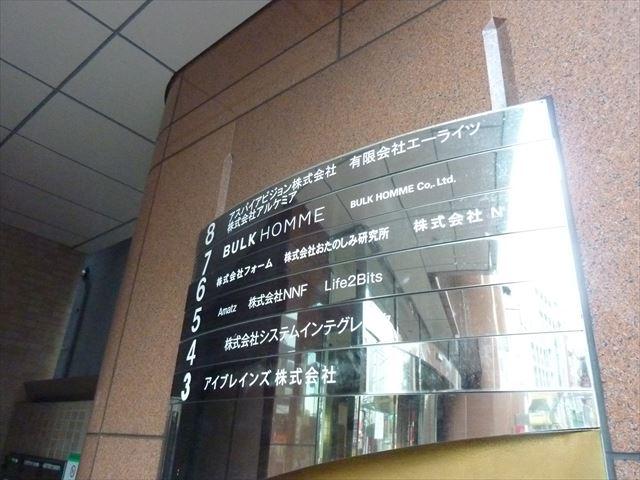 8 アスパイアビジョン株式会社 有限会社エーライツ
株式会社アルケミア
7 BULK HOMME BULK HOMME Co,. Ltd.
6 株式会社フォーム 株式会社おたのしみ研究所 株式会社 N
5 Amatz 株式会社NNF Life2Bits
4 株式会社システムインテグレ
3 アイブレインズ 株式会社